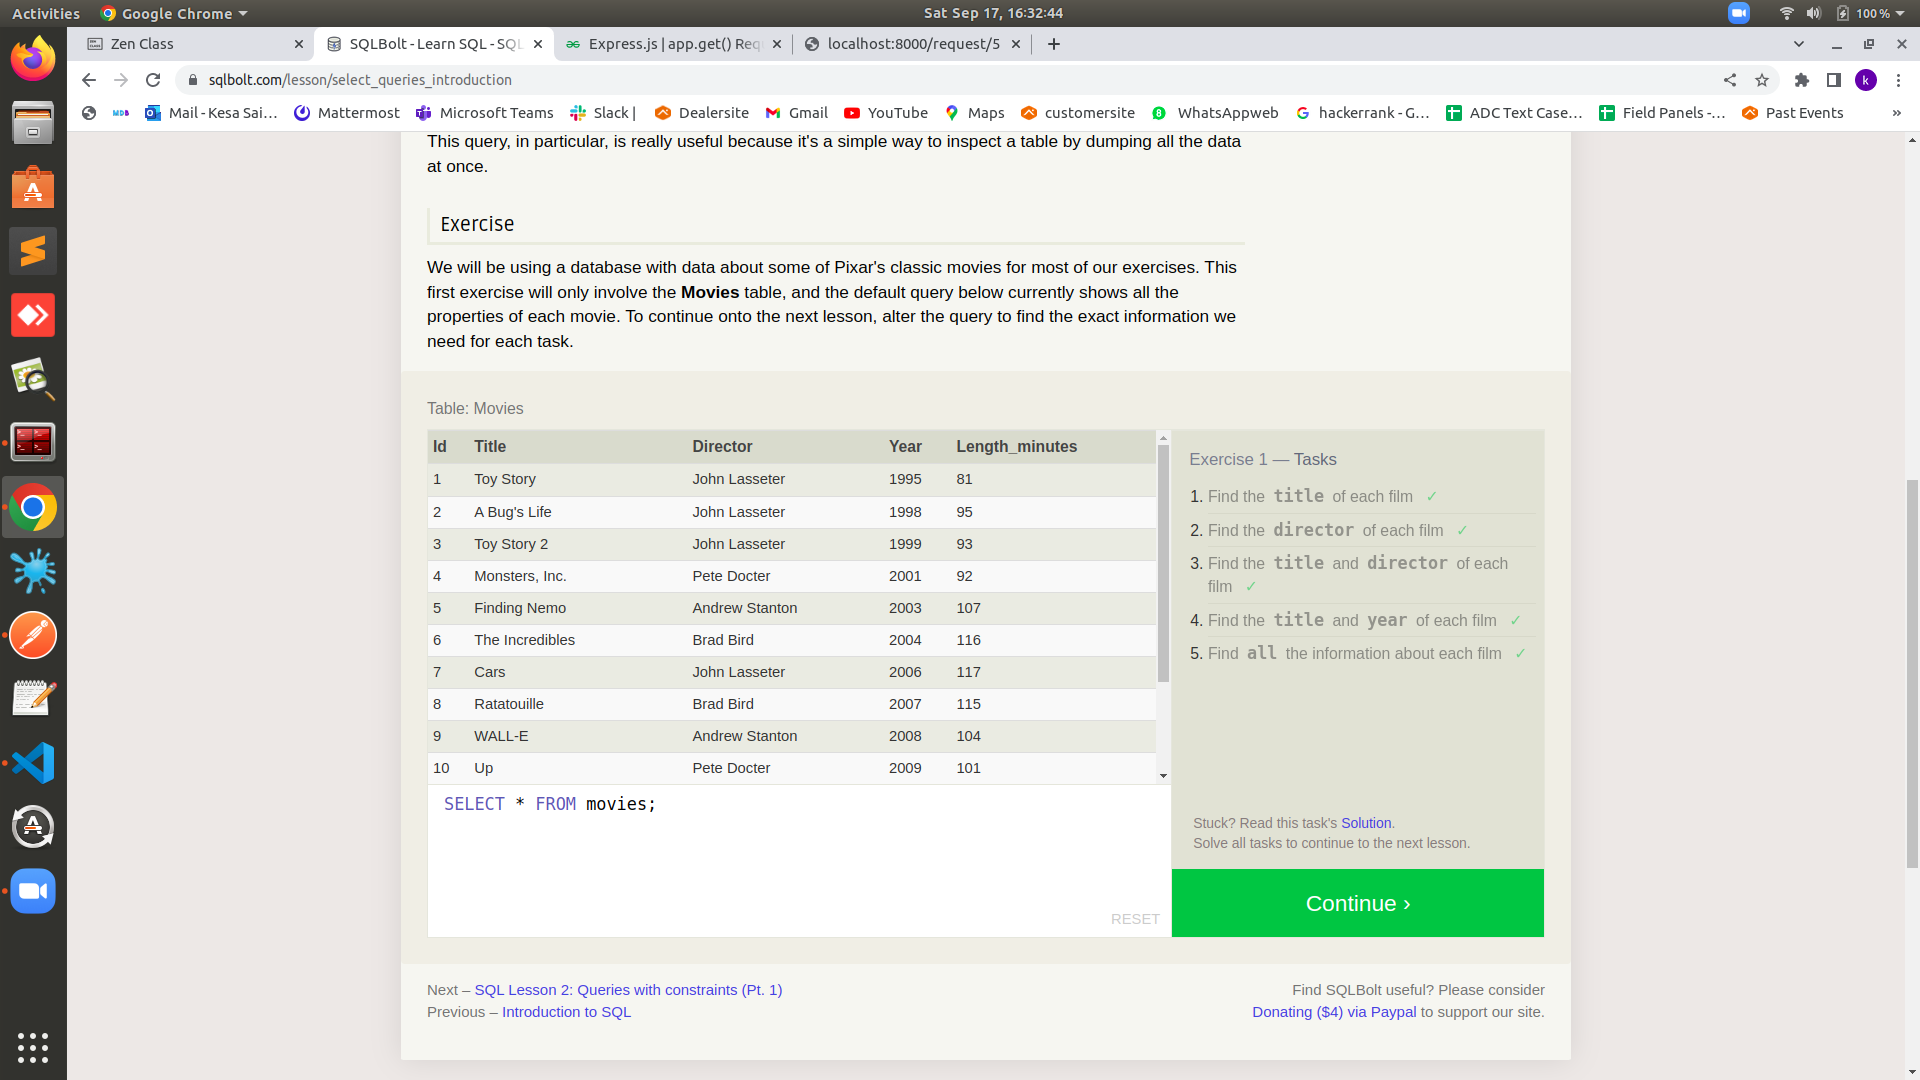 Activities
Google Chrome
Sat Sep 17, 16:32:44
100 %
Zen Class
SQLBolt - Learn SQL - SQL
Express.js | app.get() Req
localhost:8000/request/5
sqlbolt.com/lesson/select_queries_introduction
k
MDB
Mail - Kesa Sai…
Mattermost
Microsoft Teams
Slack |
Dealersite
Gmail
YouTube
Maps
customersite
WhatsAppweb
hackerrank - G…
ADC Text Case…
Field Panels -…
Past Events
»
This query, in particular, is really useful because it's a simple way to inspect a table by dumping all the data
at once.
Exercise
We will be using a database with data about some of Pixar's classic movies for most of our exercises. This
first exercise will only involve the Movies table, and the default query below currently shows all the
properties of each movie. To continue onto the next lesson, alter the query to find the exact information we
need for each task.
Table: Movies
Id Title Director Year Length_minutes
1 Toy Story John Lasseter 1995 81
2 A Bug's Life John Lasseter 1998 95
3 Toy Story 2 John Lasseter 1999 93
4 Monsters, Inc. Pete Docter 2001 92
5 Finding Nemo Andrew Stanton 2003 107
6 The Incredibles Brad Bird 2004 116
7 Cars John Lasseter 2006 117
8 Ratatouille Brad Bird 2007 115
9 WALL-E Andrew Stanton 2008 104
10 Up Pete Docter 2009 101
SELECT * FROM movies;
RESET
Exercise 1 — Tasks
1. Find the title of each film ✓
2. Find the director of each film ✓
3. Find the title and director of each
film ✓
4. Find the title and year of each film ✓
5. Find all the information about each film ✓
Stuck? Read this task's Solution.
Solve all tasks to continue to the next lesson.
Continue ›
Next – SQL Lesson 2: Queries with constraints (Pt. 1)
Previous – Introduction to SQL
Find SQLBolt useful? Please consider
Donating ($4) via Paypal to support our site.